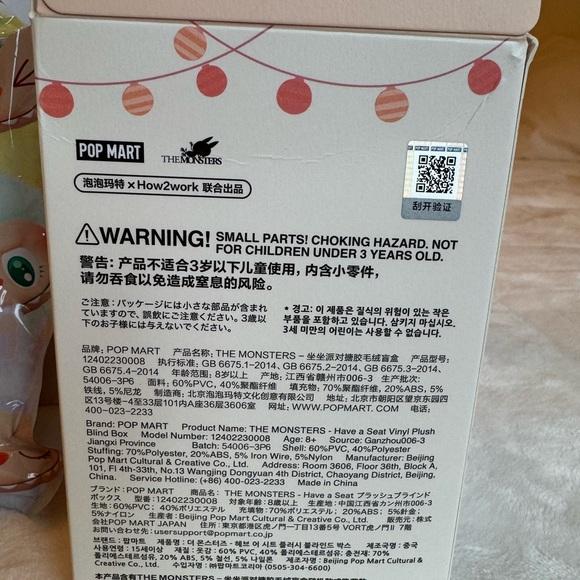 POP MART
THE MONSTERS
泡泡玛特 × How2work 联合出品
刮开验证
WARNING! SMALL PARTS! CHOKING HAZARD. NOT
FOR CHILDREN UNDER 3 YEARS OLD.
警告: 产品不适合3岁以下儿童使用，内含小零件，
请勿吞食以免造成窒息的风险。
ご注意: パッケージには小さな部品が含まれ
ていますので、誤飲にご注意ください。3歳以
下のお子様には与えないでください。
* 경고: 이 제품은 질식의 위험이 있는 작은
부품을 포함하고 있습니다. 삼키지 마십시오.
3세 미만의 어린이는 사용할 수 없습니다.
品牌: POP MART 产品名称: THE MONSTERS – 坐坐派对搪胶毛绒盲盒 型号:
12402230008 执行标准: GB 6675.1–2014, GB 6675.2–2014, GB 6675.3–2014,
GB 6675.4–2014 年龄范围: 8岁以上 产地: 江西省赣州市006-3 生产批次:
54006-3P6 面料: 60%PVC, 40%聚酯纤维 填充物: 70%聚酯纤维, 20%ABS, 5%
铁线, 5%尼龙 制造商: 北京泡泡玛特文化创意有限公司 地址: 北京市朝阳区望京东园四
区13号楼-4至33层101内A座36层3606 网址: WWW.POPMART.COM 服务热线:
400-023-2233
Brand: POP MART Product Name: THE MONSTERS - Have a Seat Vinyl Plush
Blind Box Model Number: 12402230008 Age: 8+ Source: Ganzhou006-3
Jiangxi Province Batch: 54006-3P6 Shell: 60%PVC, 40%Polyester
Stuffing: 70%Polyester, 20%ABS, 5% Iron Wire, 5%Nylon Manufacturer: Beijing
Pop Mart Cultural & Creative Co., Ltd. Address: Room 3606, Floor 36th, Block A,
101, Fl 4th-33th, No.13 Wangjing Dongyuan 4th District, Chaoyang District, Beijing,
China. Service Hotline: (+86) 400-023-2233 Made in China
ブランド: POP MART 商品名: THE MONSTERS - Have a Seat プラッシュブラインド
ボックス 型番: 12402230008 対象年齢: 8歳以上 生産地: 中国江西省カン州市006-3
生地: 60%PVC, 40%ポリエステル 充填物: 70%ポリエステル, 20%ABS; 5%針金;
5%ナイロン 生産者: Beijing Pop Mart Cultural & Creative Co., Ltd. 販売元: 株式
会社POP MART JAPAN 住所: 東京都港区虎ノ門1丁目2番地3号 VORT虎ノ門Ⅱ 7階
お問い合わせ先: usersupport@popmart.co.jp
브랜드: 팝마트 제품명: 더 몬스터즈 - 해브 어 시트 플러시 블라인드 박스 제조국: 중국
사용연령: 15세이상 재질: 겉감: 60% PVC, 40% 폴리에스테르섬유, 충전재: 70%
폴리에스테르섬유, 20% ABS, 5% 철선, 5% 나일론 제조자명: Beijing Pop Mart Cultural &
Creative Co., Ltd. 수입자명: ㈜팝마트코리아 (0505-304-6600)